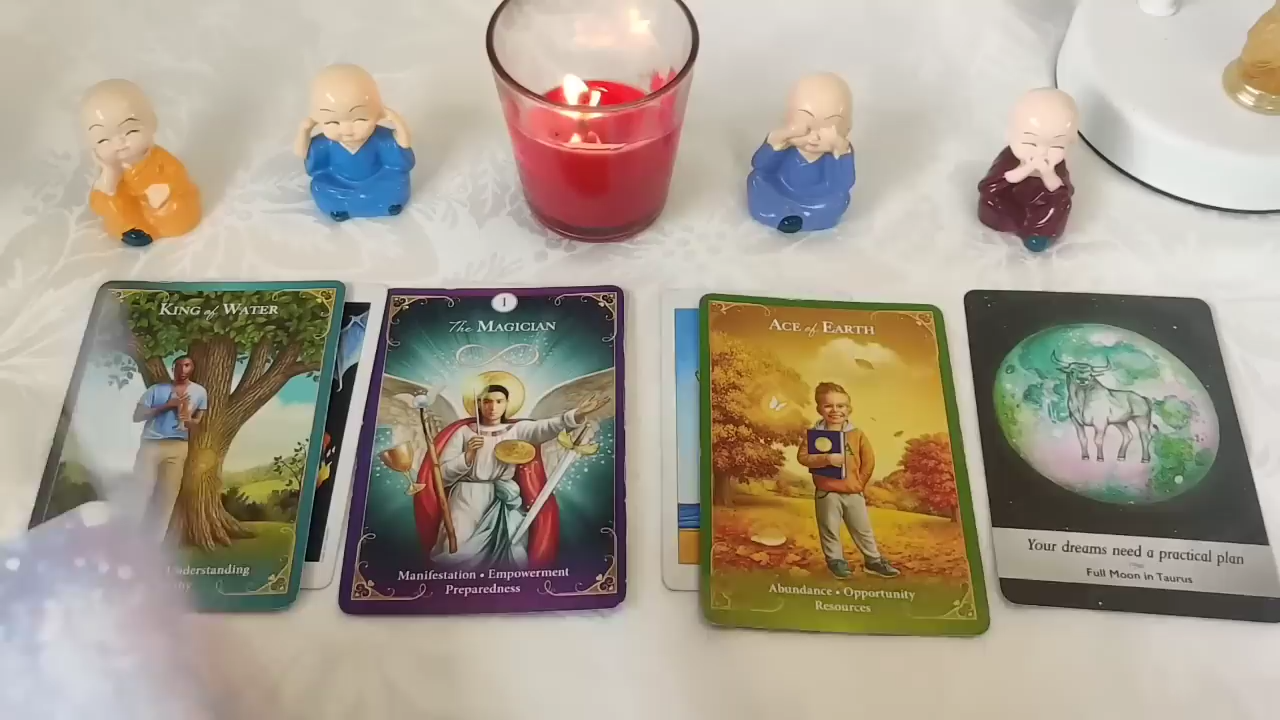 KING of WATER
Understanding
1
The MAGICIAN
Manifestation • Empowerment
Preparedness
ACE of EARTH
Abundance • Opportunity
Resources
Your dreams need a practical plan
Full Moon in Taurus